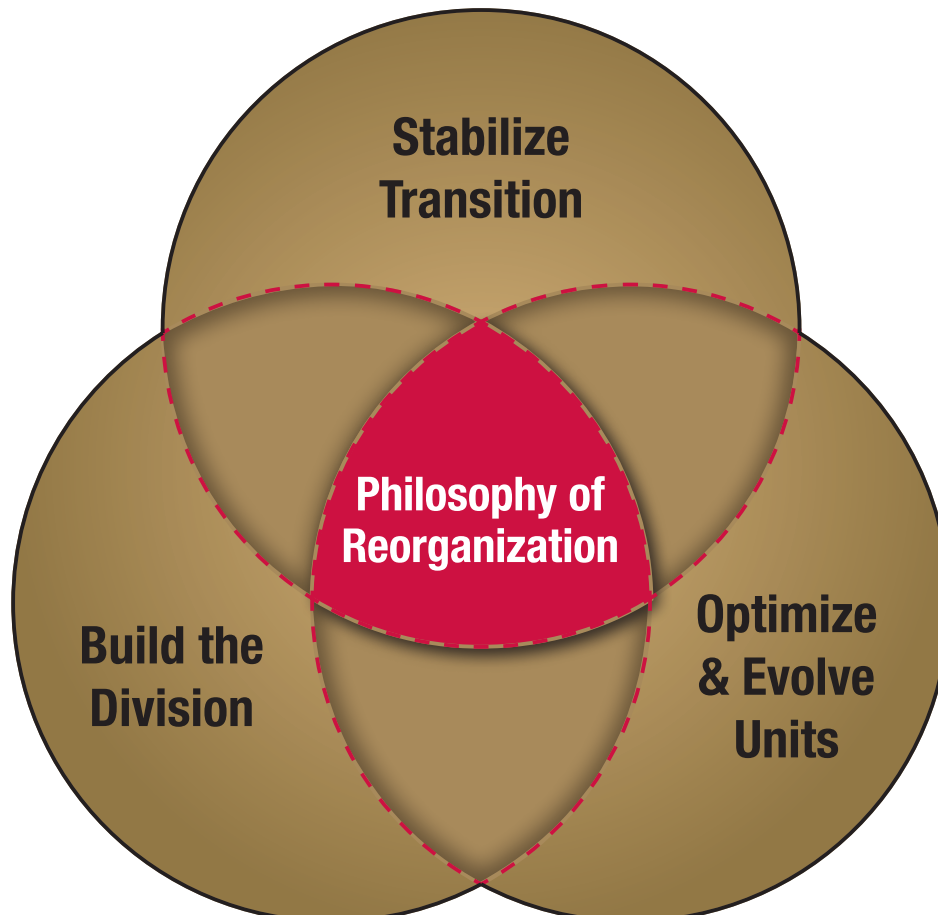 Stabilize
Transition
Philosophy of
Reorganization
Build the
Division
Optimize
& Evolve
Units